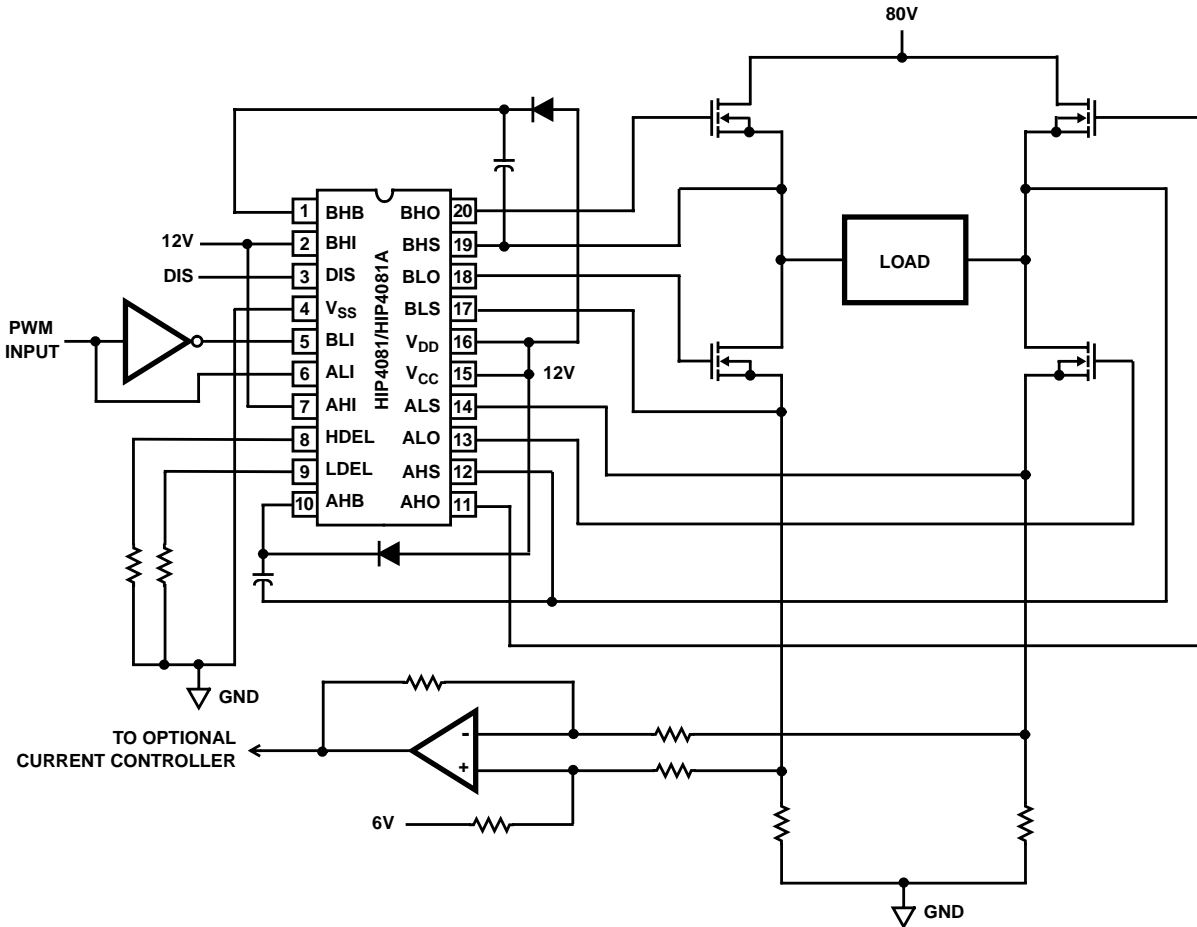 80V
1 BHB BHO 20
12V 2 BHI BHS 19
DIS 3 DIS BLO 18
4 VSS BLS 17
PWM
INPUT
5 BLI VDD 16
6 ALI VCC 15 12V
7 AHI ALS 14
8 HDEL ALO 13
9 LDEL AHS 12
10 AHB AHO 11
HIP4081/HIP4081A
LOAD
GND
TO OPTIONAL
CURRENT CONTROLLER
-
+
6V
GND